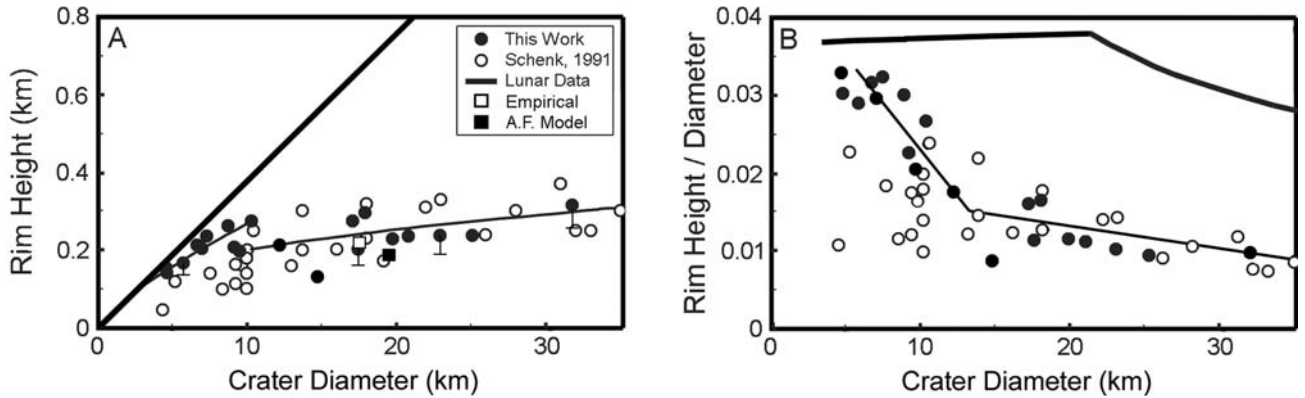 A
Rim Height (km)
0.8
0.6
0.4
0.2
0
0
10
20
30
Crater Diameter (km)
This Work
Schenk, 1991
Lunar Data
Empirical
A.F. Model
B
Rim Height / Diameter
0.04
0.03
0.02
0.01
0
0
10
20
30
Crater Diameter (km)